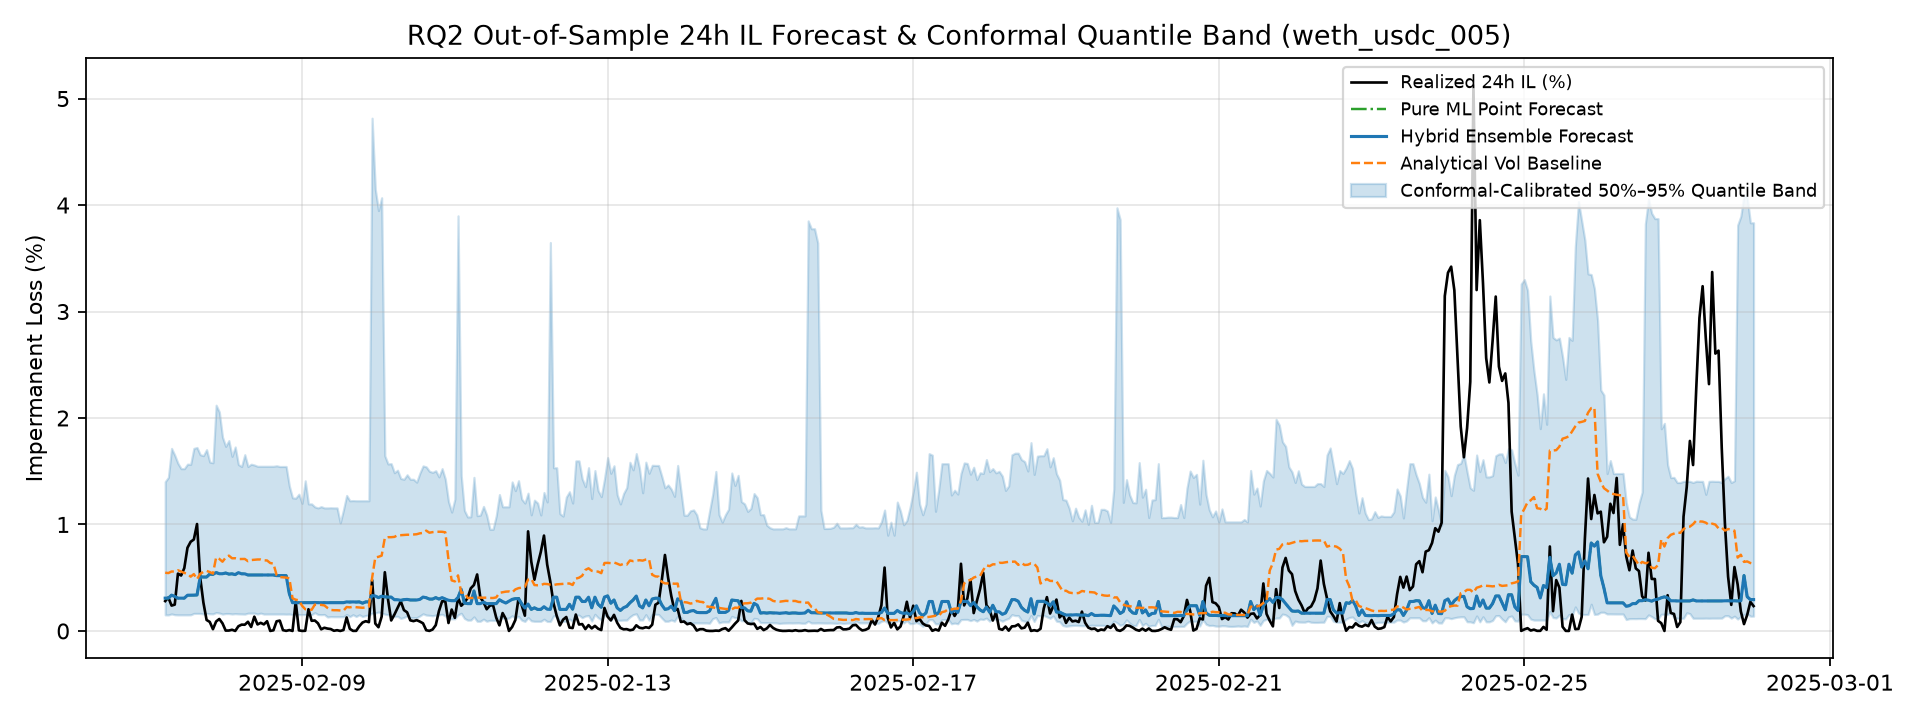 RQ2 Out-of-Sample 24h IL Forecast & Conformal Quantile Band (weth_usdc_005)
Realized 24h IL (%)
Pure ML Point Forecast
Hybrid Ensemble Forecast
Analytical Vol Baseline
Conformal-Calibrated 50%–95% Quantile Band
Impermanent Loss (%)
5
4
3
2
1
0
2025-02-09 2025-02-13 2025-02-17 2025-02-21 2025-02-25 2025-03-01